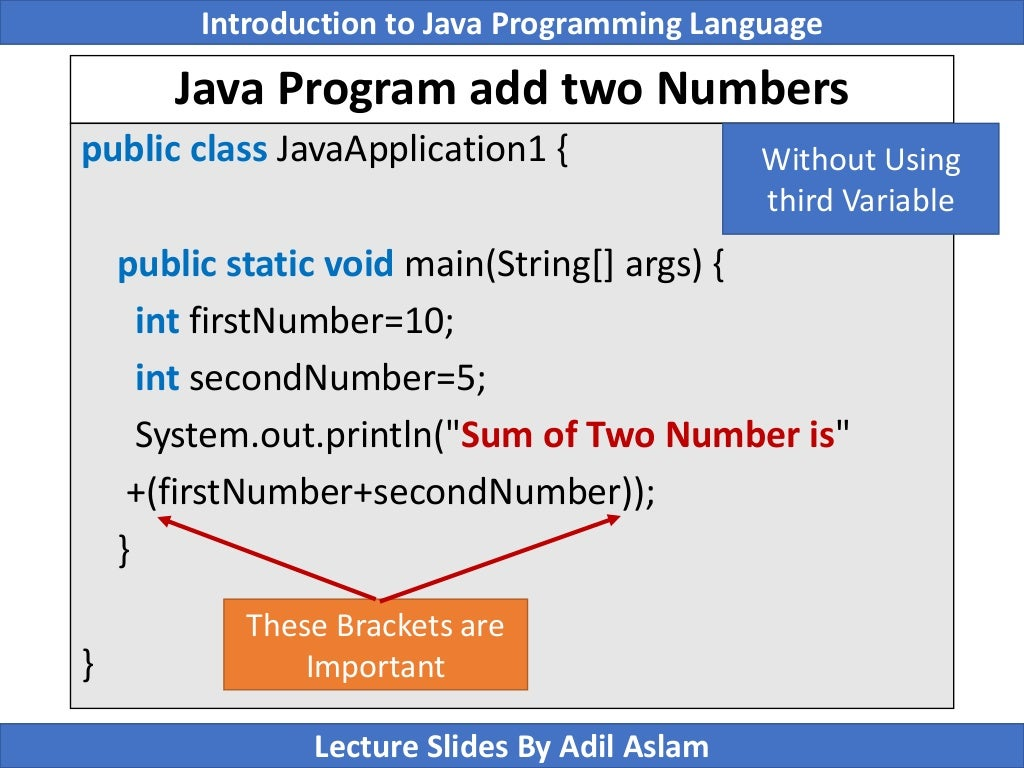 Introduction to Java Programming Language
Java Program add two Numbers
public class JavaApplication1 {
Without Using
third Variable
public static void main(String[] args) {
int firstNumber=10;
int secondNumber=5;
System.out.println("Sum of Two Number is"
+(firstNumber+secondNumber));
}
These Brackets are
Important
}
Lecture Slides By Adil Aslam